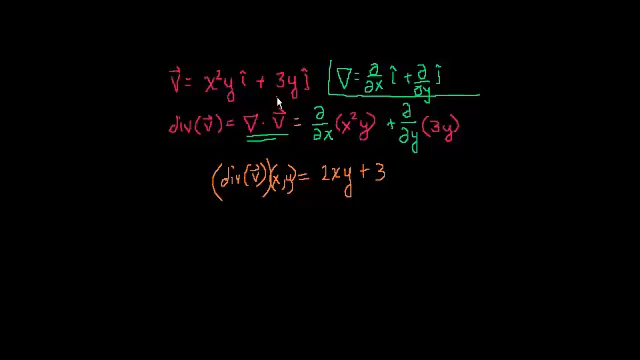 v⃗ = x²y î + 3y ĵ    ∇ = ∂/∂x î + ∂/∂y ĵ
div(v⃗) = ∇ · v⃗ = ∂/∂x (x²y) + ∂/∂y (3y)
(div(v⃗))(x,y) = 2xy + 3